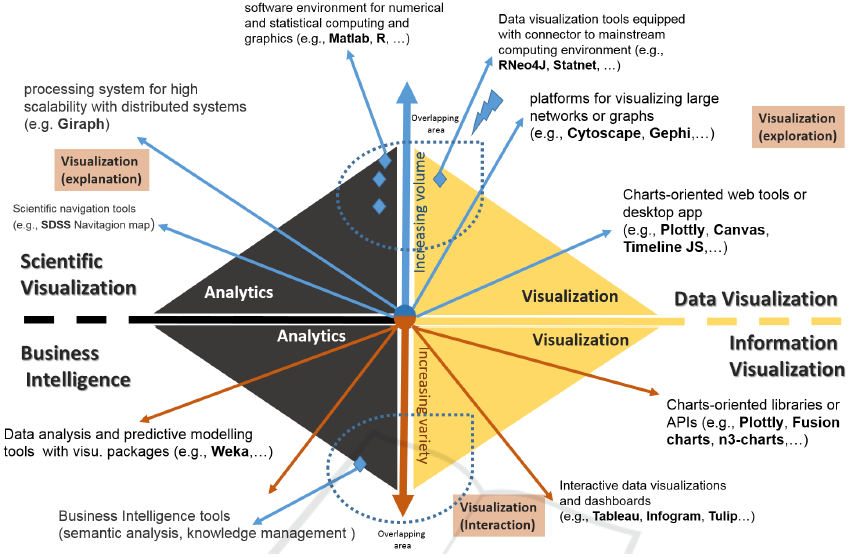 software environment for numerical
and statistical computing and
graphics (e.g., Matlab, R, …)
Data visualization tools equipped
with connector to mainstream
computing environment (e.g.,
RNeo4J, Statnet, …)
processing system for high
scalability with distributed systems
(e.g. Giraph)
Overlapping
area
platforms for visualizing large
networks or graphs
(e.g., Cytoscape, Gephi,…)
Visualization
(exploration)
Visualization
(explanation)
Increasing volume
Scientific navigation tools
(e.g., SDSS Navitagion map)
Charts-oriented web tools or
desktop app
(e.g., Plottly, Canvas,
Timeline JS,…)
Scientific
Visualization
Analytics
Visualization
Data Visualization
Business
Intelligence
Analytics
Visualization
Information
Visualization
Increasing variety
Charts-oriented libraries or
APIs (e.g., Plottly, Fusion
charts, n3-charts,…)
Data analysis and predictive modelling
tools with visu. packages (e.g., Weka,…)
Business Intelligence tools
(semantic analysis, knowledge management )
Overlapping
area
Visualization
(Interaction)
Interactive data visualizations
and dashboards
(e.g., Tableau, Infogram, Tulip…)